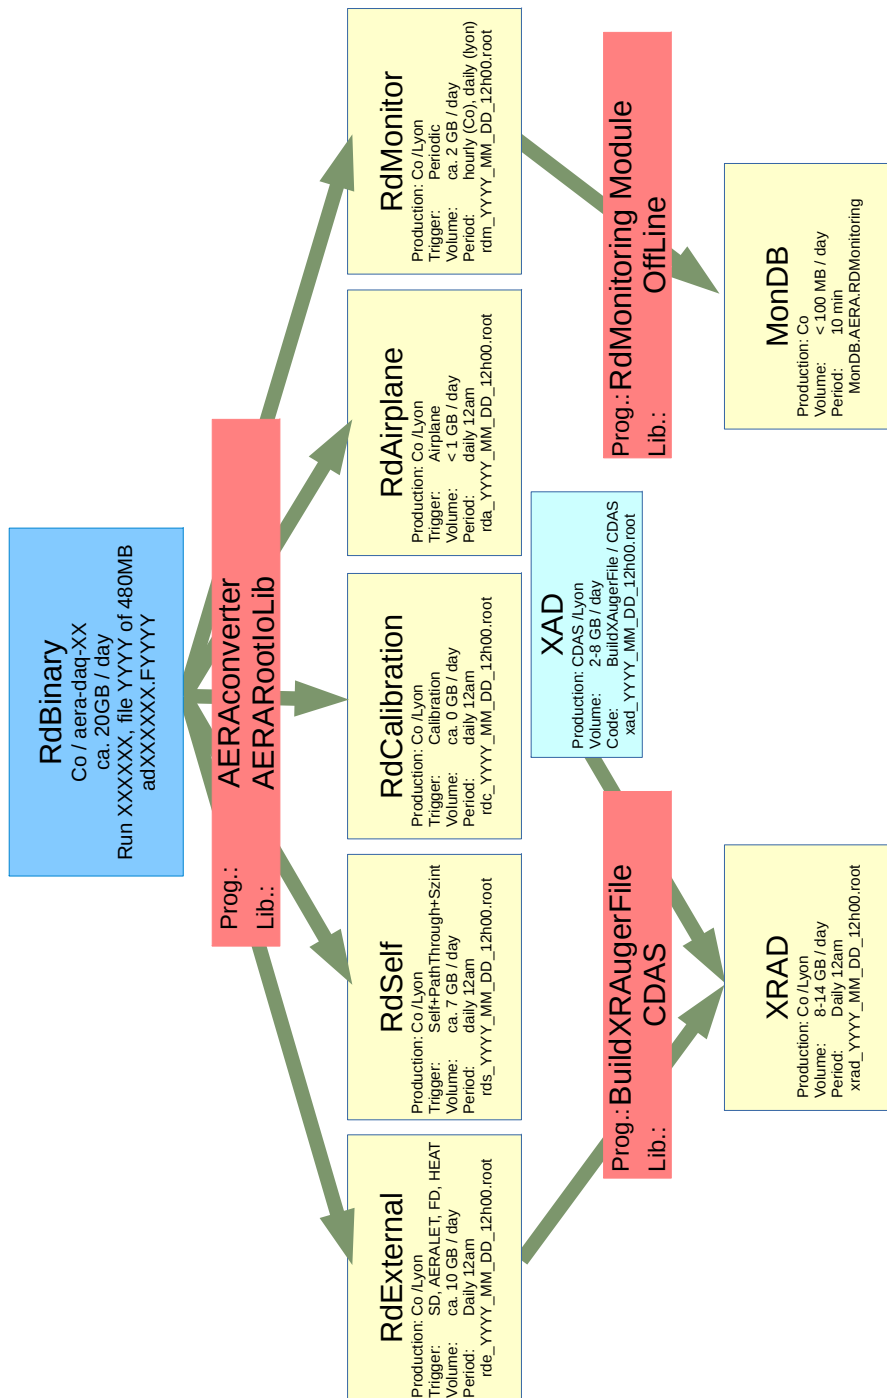 RdBinary
Co / aera-daq-XX
ca. 20GB / day
Run XXXXXX, file YYYY of 480MB
adXXXXXX.FYYYY
Prog.: AERAconverter
Lib.: AERARootIoLib
RdExternal
Production: Co /Lyon
Trigger: SD, AERALET, FD, HEAT
Volume: ca. 10 GB / day
Period: Daily 12am
rde_YYYY_MM_DD_12h00.root
RdSelf
Production: Co /Lyon
Trigger: Self+PathThrough+Szint
Volume: ca. 7 GB / day
Period: daily 12am
rds_YYYY_MM_DD_12h00.root
RdCalibration
Production: Co /Lyon
Trigger: Calibration
Volume: ca. 0 GB / day
Period: daily 12am
rdc_YYYY_MM_DD_12h00.root
RdAirplane
Production: Co /Lyon
Trigger: Airplane
Volume: < 1 GB / day
Period: daily 12am
rda_YYYY_MM_DD_12h00.root
RdMonitor
Production: Co /Lyon
Trigger: Periodic
Volume: ca. 2 GB / day
Period: hourly (Co), daily (lyon)
rdm_YYYY_MM_DD_12h00.root
XAD
Production: CDAS /Lyon
Volume: 2-8 GB / day
Code: BuildXAugerFile / CDAS
xad_YYYY_MM_DD_12h00.root
Prog.: BuildXRAugerFile
Lib.: CDAS
Prog.: RdMonitoring Module
Lib.: OffLine
XRAD
Production: Co /Lyon
Volume: 8-14 GB / day
Period: Daily 12am
xrad_YYYY_MM_DD_12h00.root
MonDB
Production: Co
Volume: < 100 MB / day
Period: 10 min
MonDB.AERA.RDMonitoring